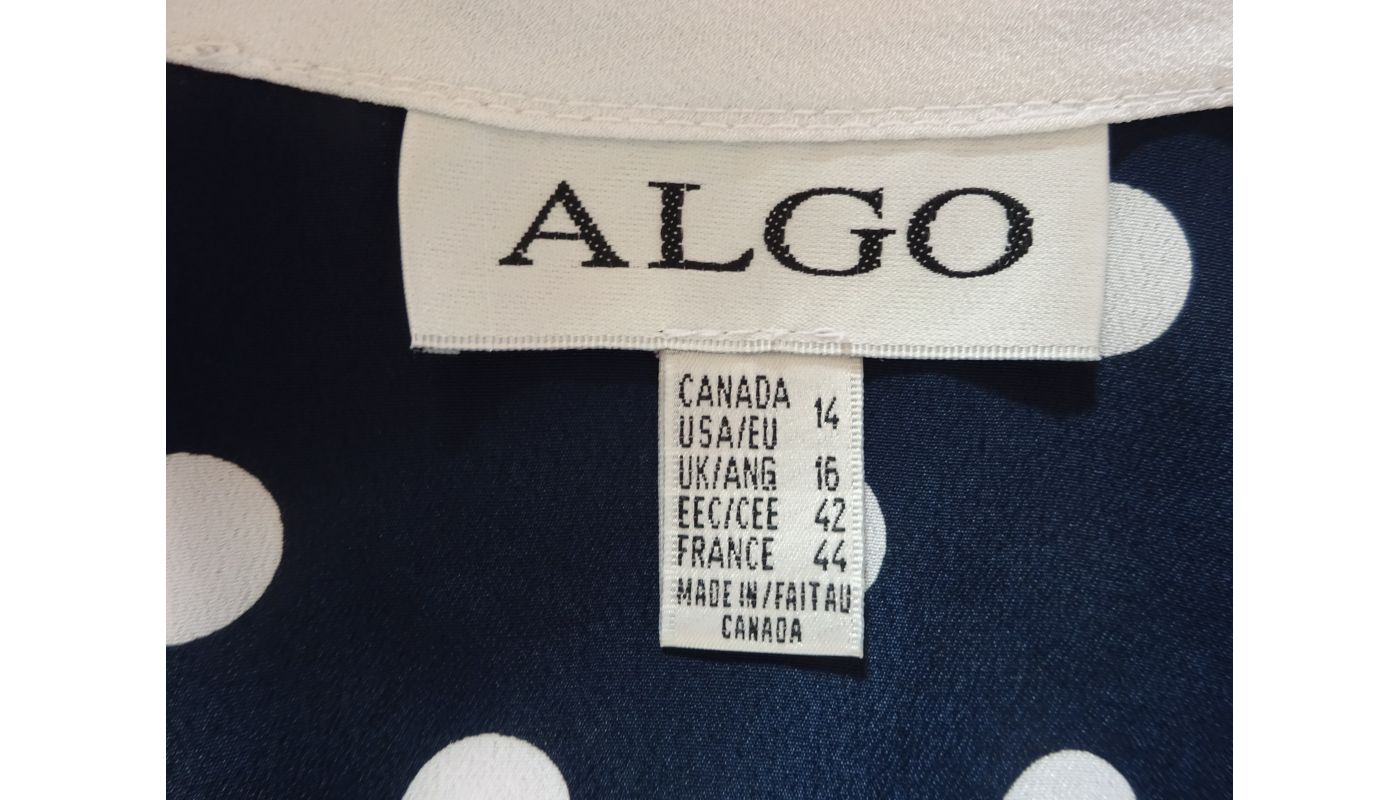 ALGO
CANADA
USA/EU 14
UK/ANG 16
EEC/CEE 42
FRANCE 44
MADE IN/FAIT AU
CANADA